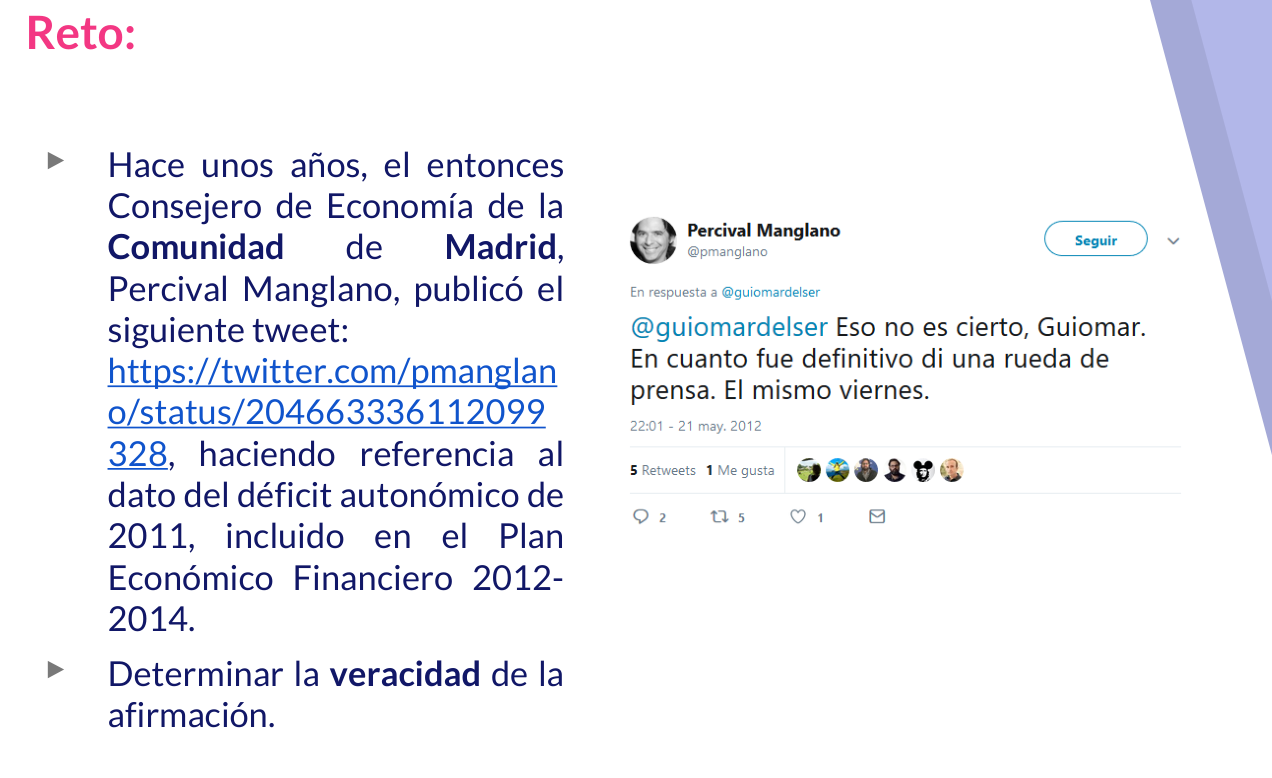 Reto:
Hace unos años, el entonces
Consejero de Economía de la
Comunidad de Madrid,
Percival Manglano, publicó el
siguiente tweet:
https://twitter.com/pmanglan
o/status/204663336112099
328, haciendo referencia al
dato del déficit autonómico de
2011, incluido en el Plan
Económico Financiero 2012-
2014.
Determinar la veracidad de la
afirmación.
Percival Manglano
@pmanglano
Seguir
En respuesta a @guiomardelser
@guiomardelser Eso no es cierto, Guiomar.
En cuanto fue definitivo di una rueda de
prensa. El mismo viernes.
22:01 - 21 may. 2012
5 Retweets 1 Me gusta
2 5 1